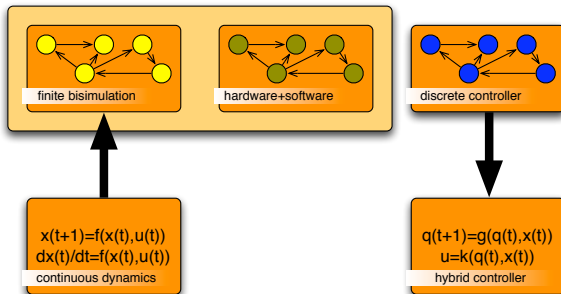 finite bisimulation
hardware+software
discrete controller
x(t+1)=f(x(t),u(t))
dx(t)/dt=f(x(t),u(t))
continuous dynamics
q(t+1)=g(q(t),x(t))
u=k(q(t),x(t))
hybrid controller